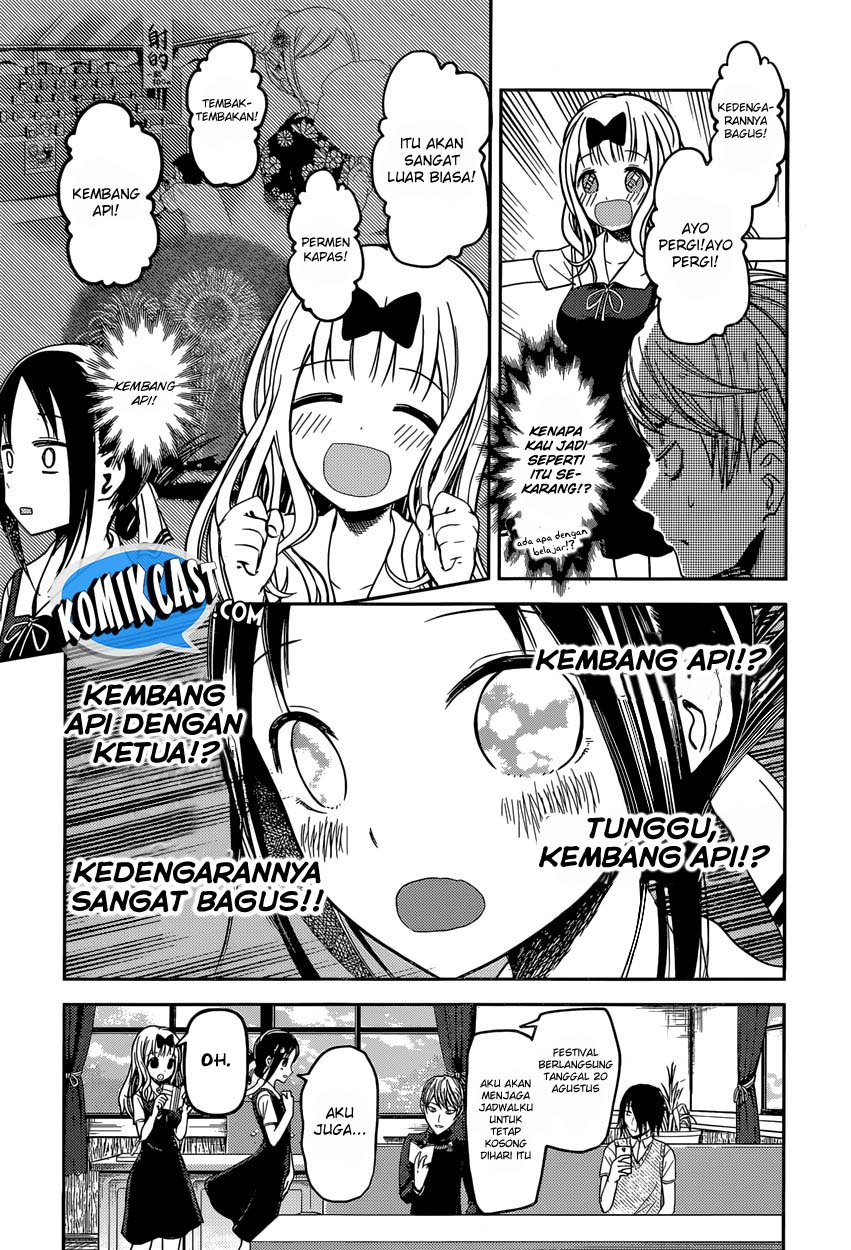 KEDENGA-
RANNYA
BAGUS!
AYO
PERGI!AYO
PERGI!
KENAPA
KAU JADI
SEPERTI
ITU SE-
KARANG!?
ada apa dengan
belajar!?
ITU AKAN
SANGAT
LUAR BIASA!
TEMBAK-
TEMBAKAN!
PERMEN
KAPAS!
KEMBANG
API!
射的
KEMBANG
API!
KOMIKCAST
.COM
KEMBANG API!?
KEMBANG
API DENGAN
KETUA!?
TUNGGU,
KEMBANG API!?
KEDENGARANNYA
SANGAT BAGUS!!
FESTIVAL
BERLANGSUNG
TANGGAL 20
AGUSTUS
AKU AKAN
MENJAGA
JADWALKU
UNTUK
TETAP
KOSONG
DIHARI ITU
AKU
JUGA...
OH.